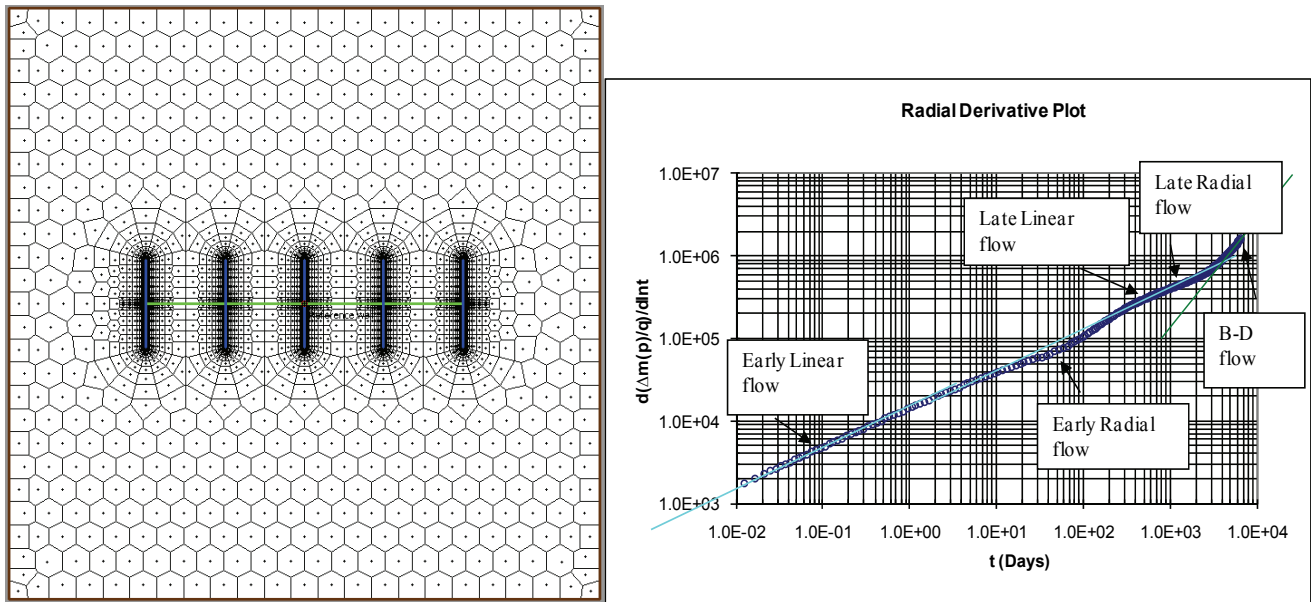 Reference we
Radial Derivative Plot
d(Δm(p)/q)/dlnt
1.0E+07
1.0E+06
1.0E+05
1.0E+04
1.0E+03
1.0E-02 1.0E-01 1.0E+00 1.0E+01 1.0E+02 1.0E+03 1.0E+04
t (Days)
Early Linear
flow
Late Linear
flow
Late Radial
flow
Early Radial
flow
B-D
flow